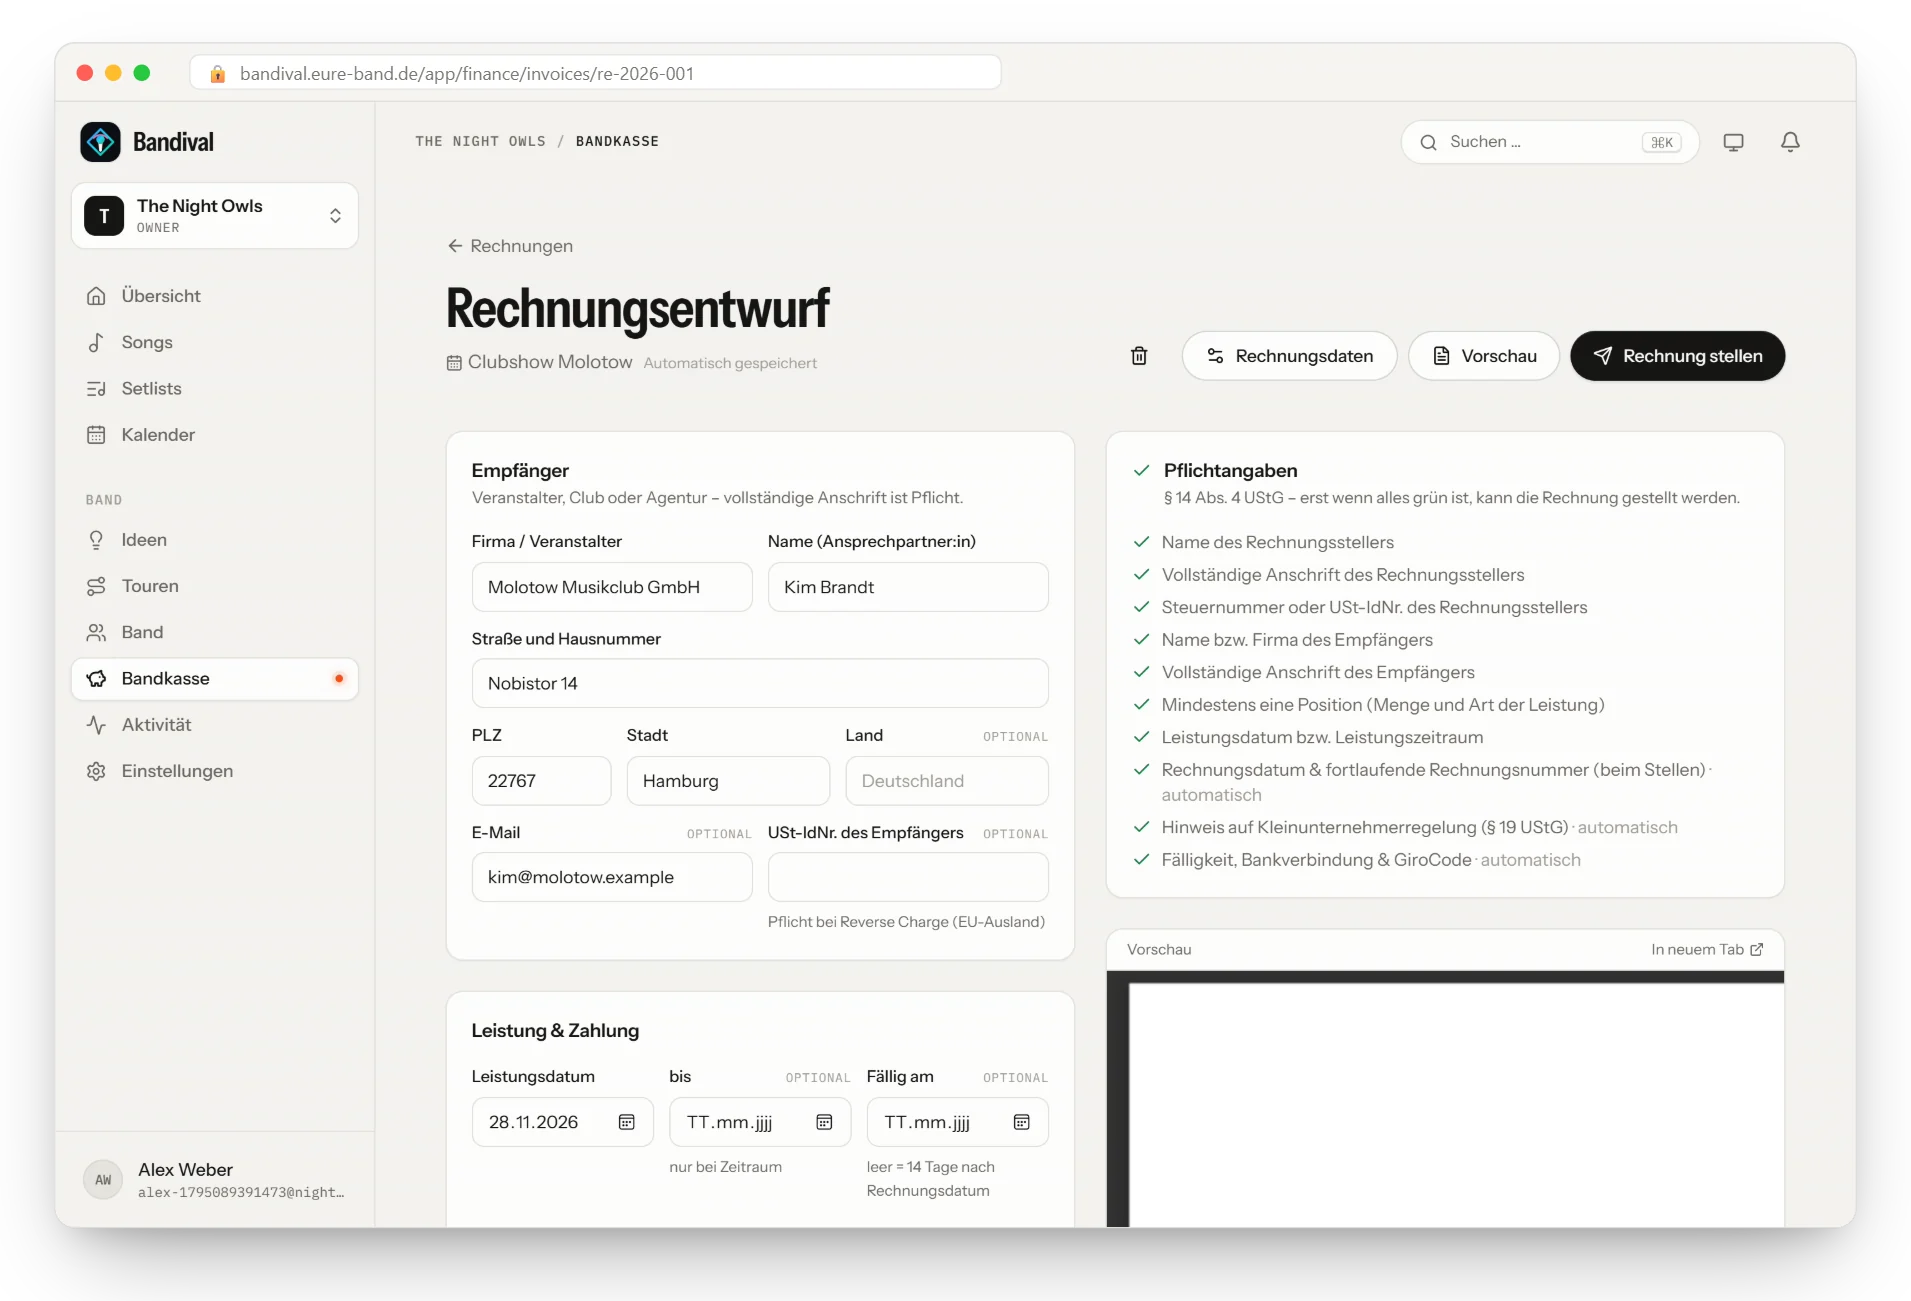 bandival.eure-band.de/app/finance/invoices/re-2026-001
Bandival
T
The Night Owls
OWNER
Übersicht
Songs
Setlists
Kalender
BAND
Ideen
Touren
Band
Bandkasse
Aktivität
Einstellungen
AW
Alex Weber
alex-1795089391473@night…
THE NIGHT OWLS / BANDKASSE
Suchen …
⌘K
← Rechnungen
Rechnungsentwurf
Clubshow Molotow Automatisch gespeichert
Rechnungsdaten
Vorschau
Rechnung stellen
Empfänger
Veranstalter, Club oder Agentur – vollständige Anschrift ist Pflicht.
Firma / Veranstalter
Name (Ansprechpartner:in)
Molotow Musikclub GmbH
Kim Brandt
Straße und Hausnummer
Nobistor 14
PLZ
Stadt
Land OPTIONAL
22767
Hamburg
Deutschland
E-Mail OPTIONAL
USt-IdNr. des Empfängers OPTIONAL
kim@molotow.example
Pflicht bei Reverse Charge (EU-Ausland)
Leistung & Zahlung
Leistungsdatum
bis OPTIONAL
Fällig am OPTIONAL
28.11.2026
TT.mm.jjjj
TT.mm.jjjj
nur bei Zeitraum
leer = 14 Tage nach
Rechnungsdatum
Pflichtangaben
§ 14 Abs. 4 UStG – erst wenn alles grün ist, kann die Rechnung gestellt werden.
Name des Rechnungsstellers
Vollständige Anschrift des Rechnungsstellers
Steuernummer oder USt-IdNr. des Rechnungsstellers
Name bzw. Firma des Empfängers
Vollständige Anschrift des Empfängers
Mindestens eine Position (Menge und Art der Leistung)
Leistungsdatum bzw. Leistungszeitraum
Rechnungsdatum & fortlaufende Rechnungsnummer (beim Stellen) ·
automatisch
Hinweis auf Kleinunternehmerregelung (§ 19 UStG) · automatisch
Fälligkeit, Bankverbindung & GiroCode · automatisch
Vorschau
In neuem Tab